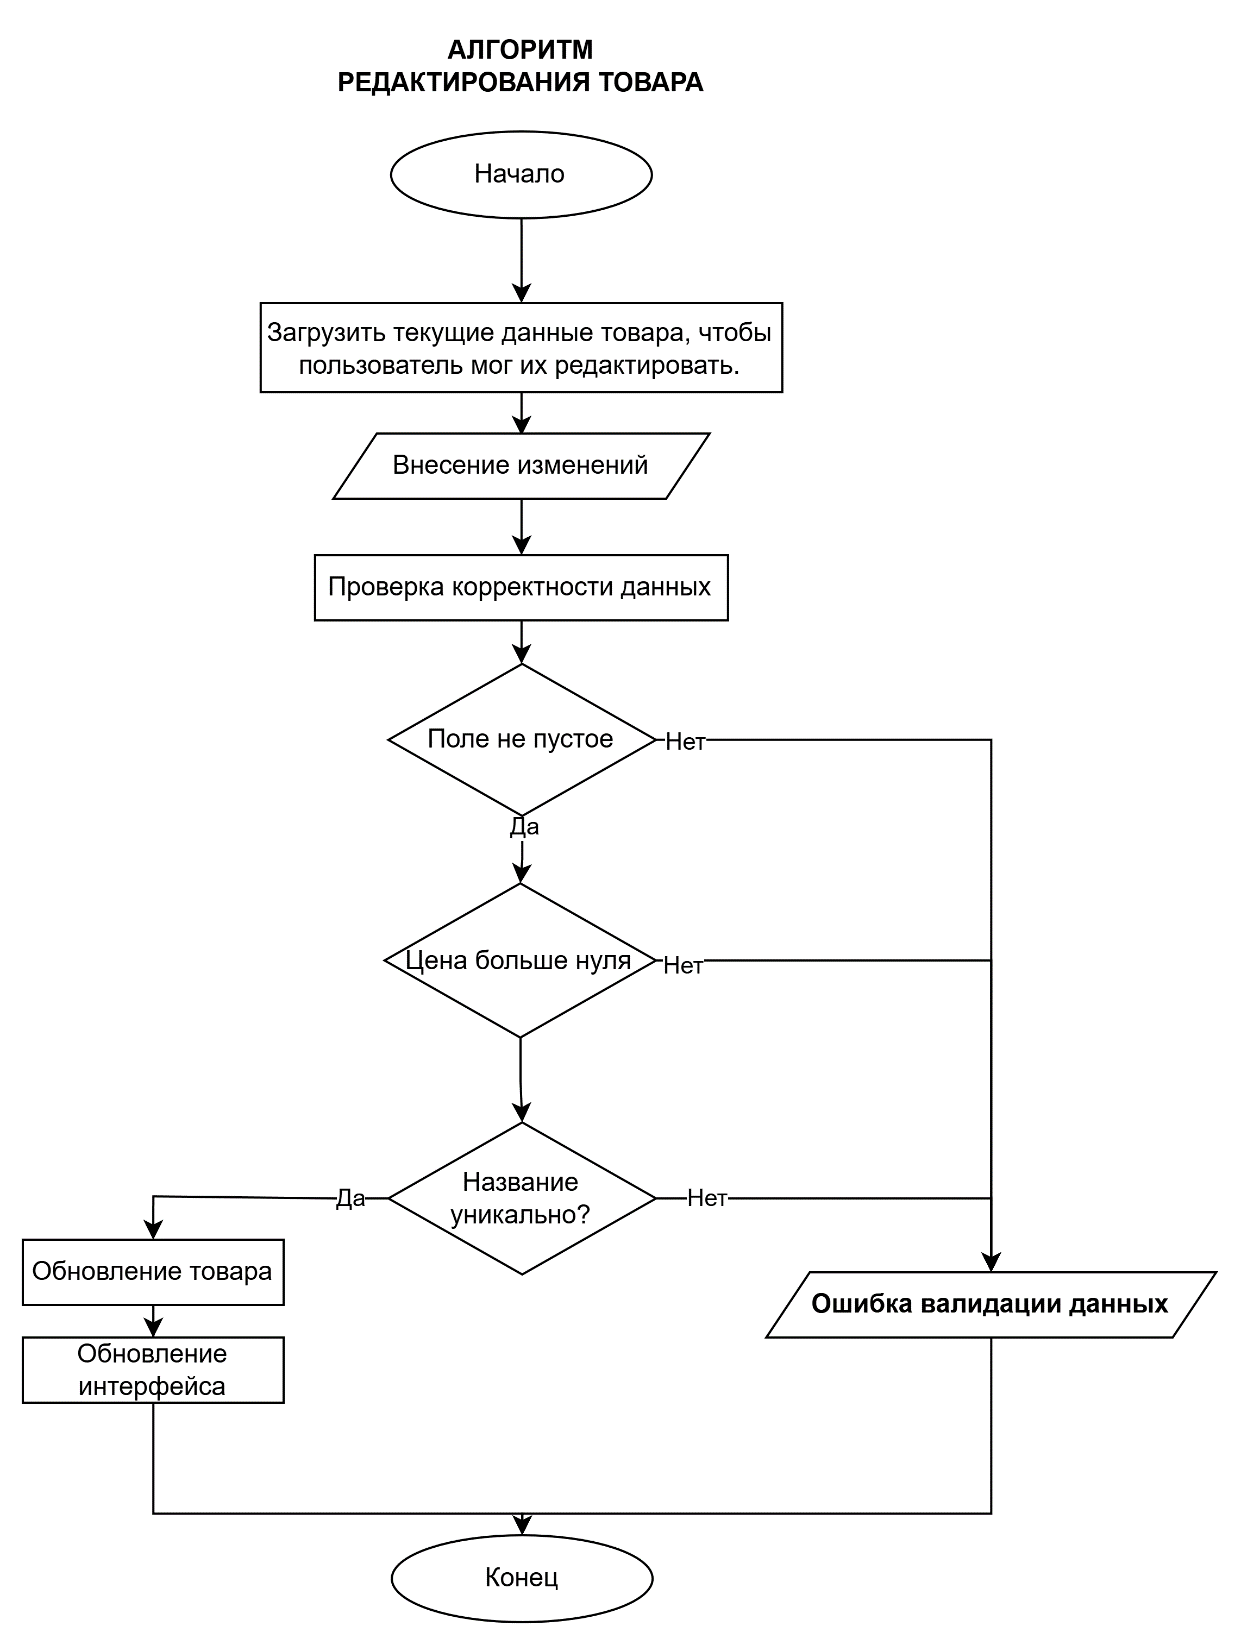 АЛГОРИТМ
РЕДАКТИРОВАНИЯ ТОВАРА
Начало
Загрузить текущие данные товара, чтобы
пользователь мог их редактировать.
Внесение изменений
Проверка корректности данных
Поле не пустое
Нет
Да
Цена больше нуля
Нет
Название
уникально?
Да
Нет
Обновление товара
Ошибка валидации данных
Обновление
интерфейса
Конец